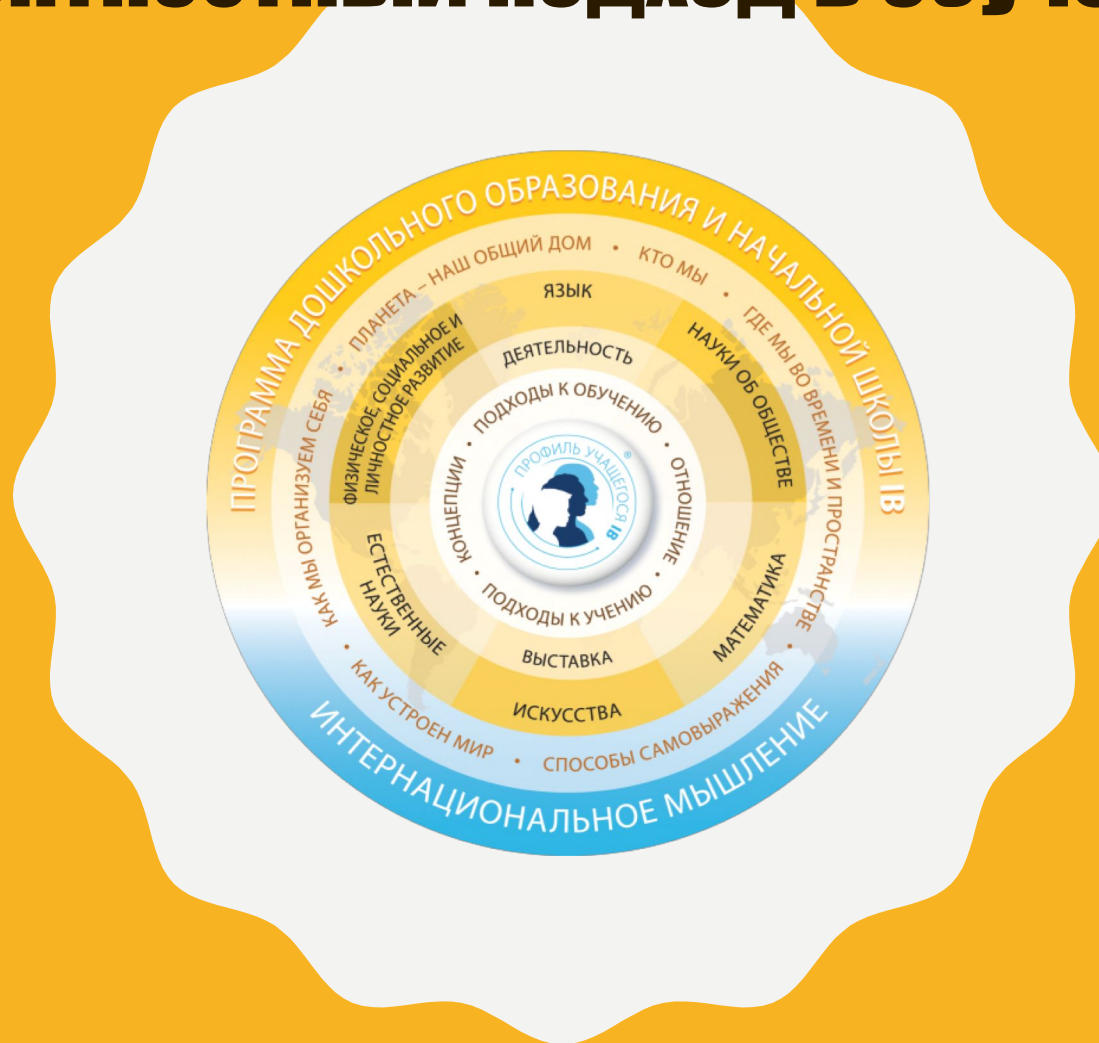 ПОДХОД В
ПРОГРАММА ДОШКОЛЬНОГО ОБРАЗОВАНИЯ И НАЧАЛЬНОЙ ШКОЛЫ IB
ПЛАНЕТА – НАШ ОБЩИЙ ДОМ • КТО МЫ • ГДЕ МЫ ВО ВРЕМЕНИ И ПРОСТРАНСТВЕ • СПОСОБЫ САМОВЫРАЖЕНИЯ • КАК УСТРОЕН МИР • КАК МЫ ОРГАНИЗУЕМ СЕБЯ •
ЯЗЫК
НАУКИ ОБ ОБЩЕСТВЕ
МАТЕМАТИКА
ИСКУССТВА
ЕСТЕСТВЕННЫЕ
НАУКИ
ФИЗИЧЕСКОЕ, СОЦИАЛЬНОЕ И
ЛИЧНОСТНОЕ РАЗВИТИЕ
ДЕЯТЕЛЬНОСТЬ
ВЫСТАВКА
ПОДХОДЫ К ОБУЧЕНИЮ • ОТНОШЕНИЕ • ПОДХОДЫ К УЧЕНИЮ • КОНЦЕПЦИИ •
ПРОФИЛЬ УЧАЩЕГОСЯ IB ®
ИНТЕРНАЦИОНАЛЬНОЕ МЫШЛЕНИЕ